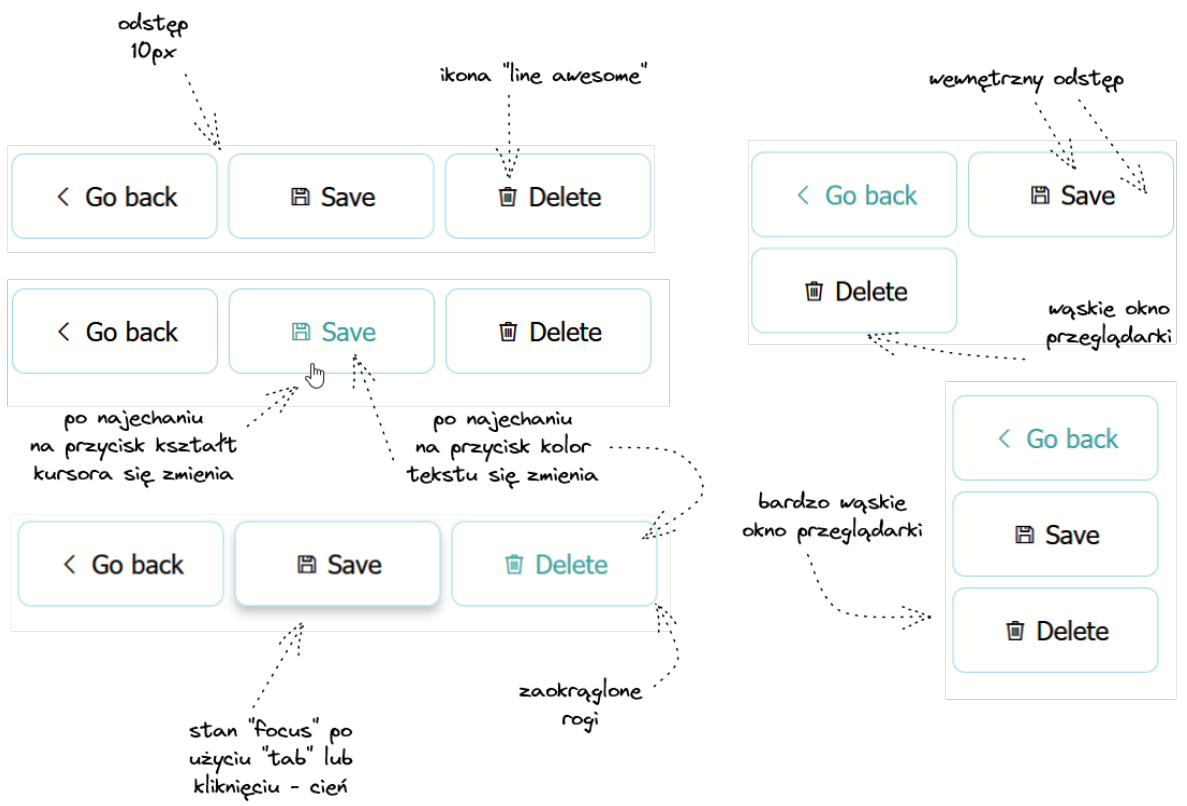 odstęp
10px
ikona "line awesome"
Go back
Save
Delete
Go back
Save
Delete
po najechaniu
na przycisk kształt
kursora się zmienia
po najechaniu
na przycisk kolor
tekstu się zmienia
Go back
Save
Delete
stan "focus" po
użyciu "tab" lub
kliknięciu - cień
zaokrąglone
rogi
wewnętrzny odstęp
Go back
Save
Delete
wąskie okno
przeglądarki
bardzo wąskie
okno przeglądarki
Go back
Save
Delete